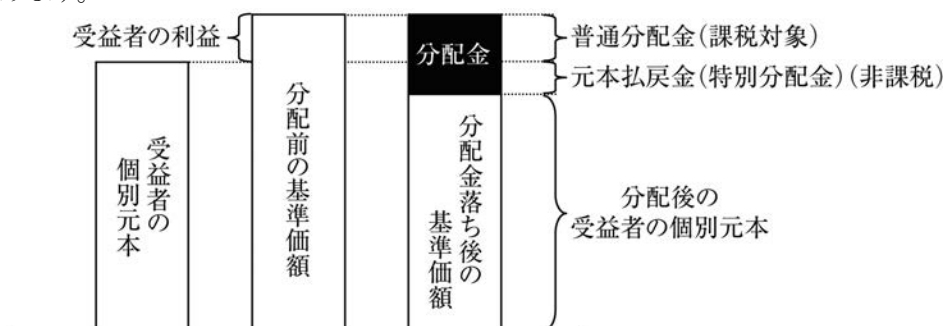 受益者の利益
分配金
普通分配金(課税対象)
元本払戻金(特別分配金)(非課税)
受益者の
個別元本
分配前の基準価額
分配金落ち後の
基準価額
分配後の
受益者の個別元本